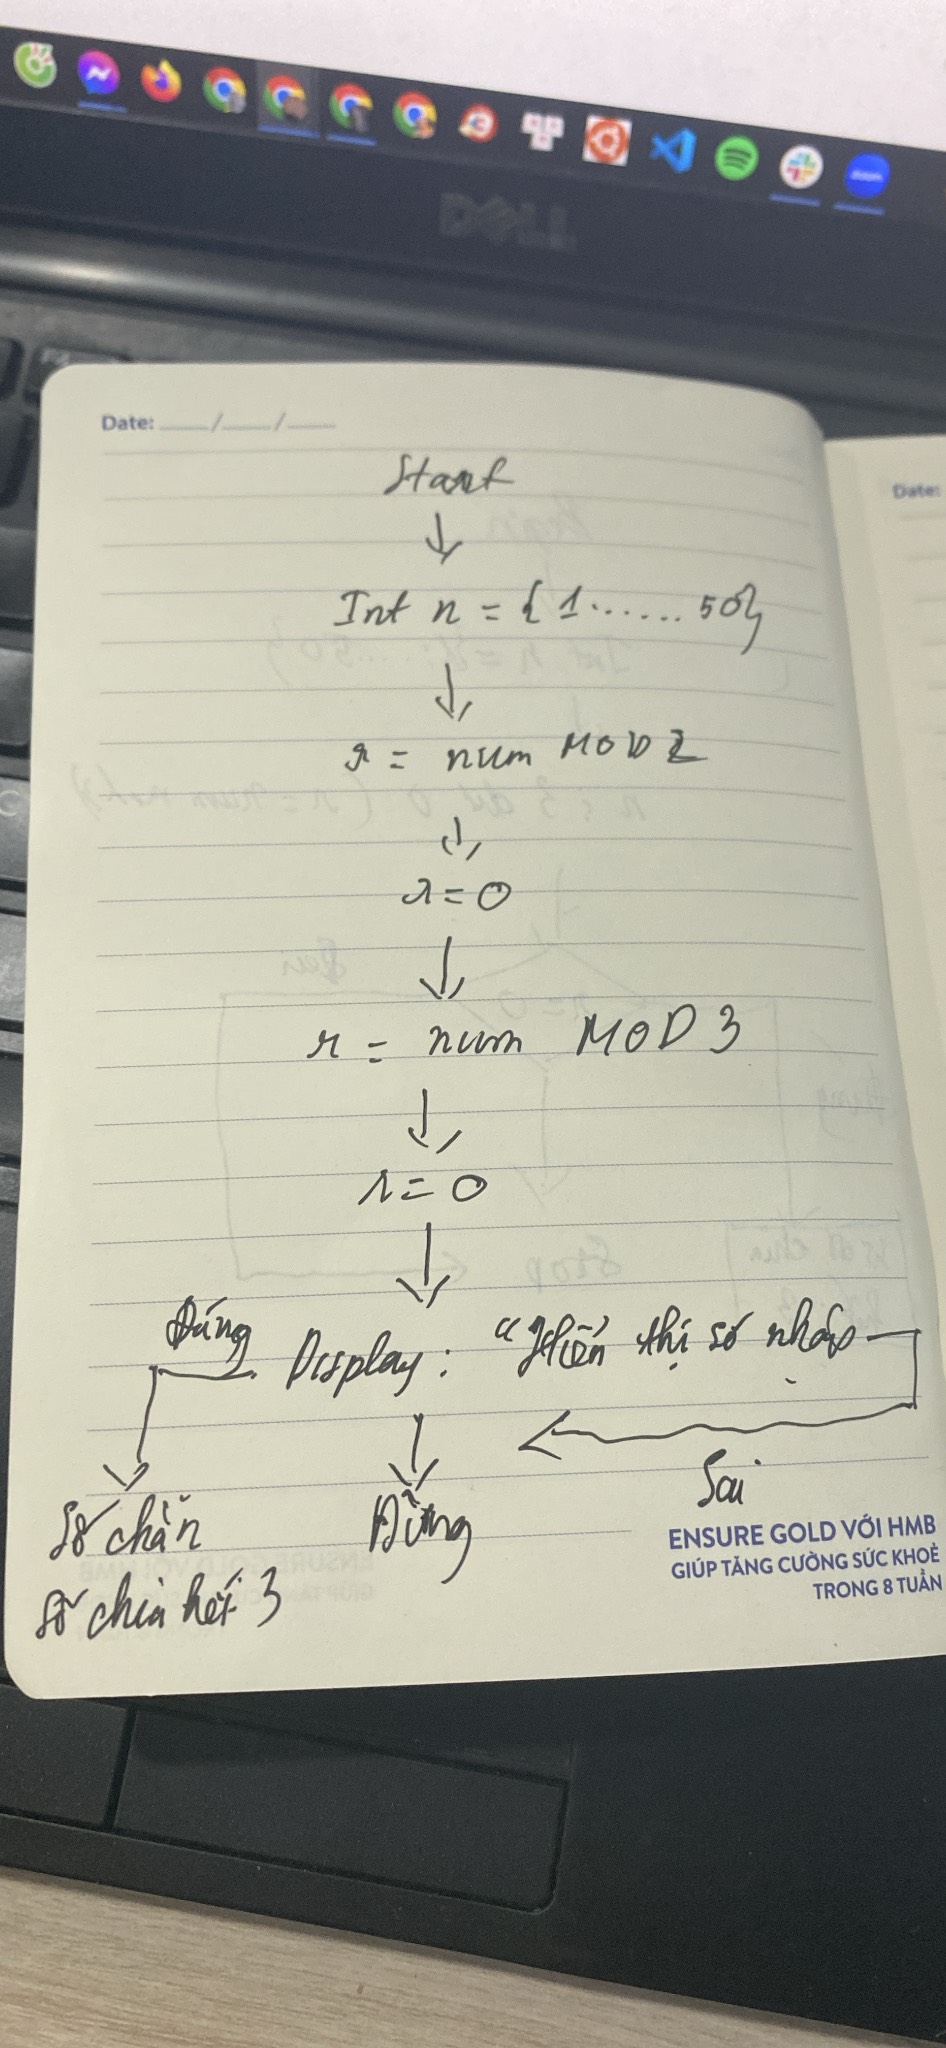 zoom
DELL
Date: ___/___/___
Date:
Start
Int n = { 1 ...... 50}
r = num MOD 2
r = 0
r = num MOD 3
r = 0
Đúng
Display: "Hiển thị số nhập
Sai
Số chẵn
Dừng
số chia hết 3
ENSURE GOLD VỚI HMB
GIÚP TĂNG CƯỜNG SỨC KHOẺ
TRONG 8 TUẦN